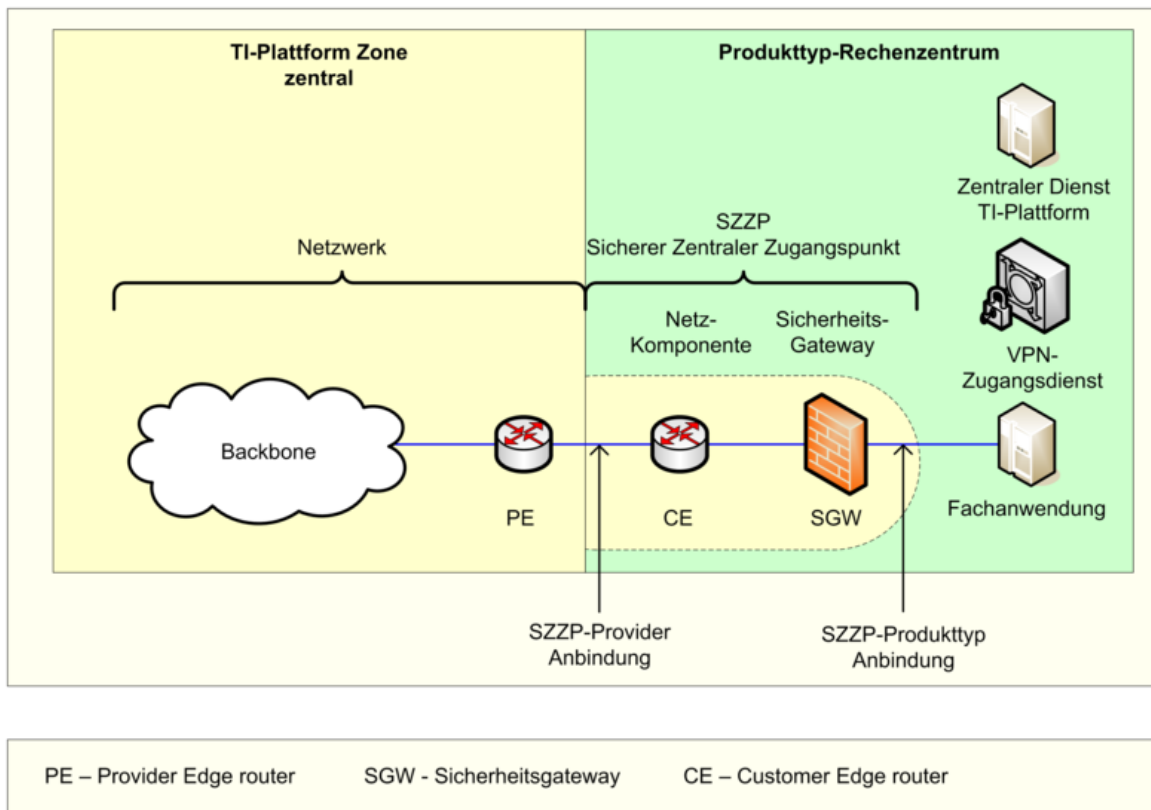 TI-Plattform Zone
zentral
Produkttyp-Rechenzentrum
Zentraler Dienst
TI-Plattform
SZZP
Sicherer Zentraler Zugangspunkt
Netzwerk
Netz-
Komponente
Sicherheits-
Gateway
VPN-
Zugangsdienst
Backbone
PE
CE
SGW
Fachanwendung
SZZP-Provider
Anbindung
SZZP-Produkttyp
Anbindung
PE – Provider Edge router
SGW - Sicherheitsgateway
CE – Customer Edge router